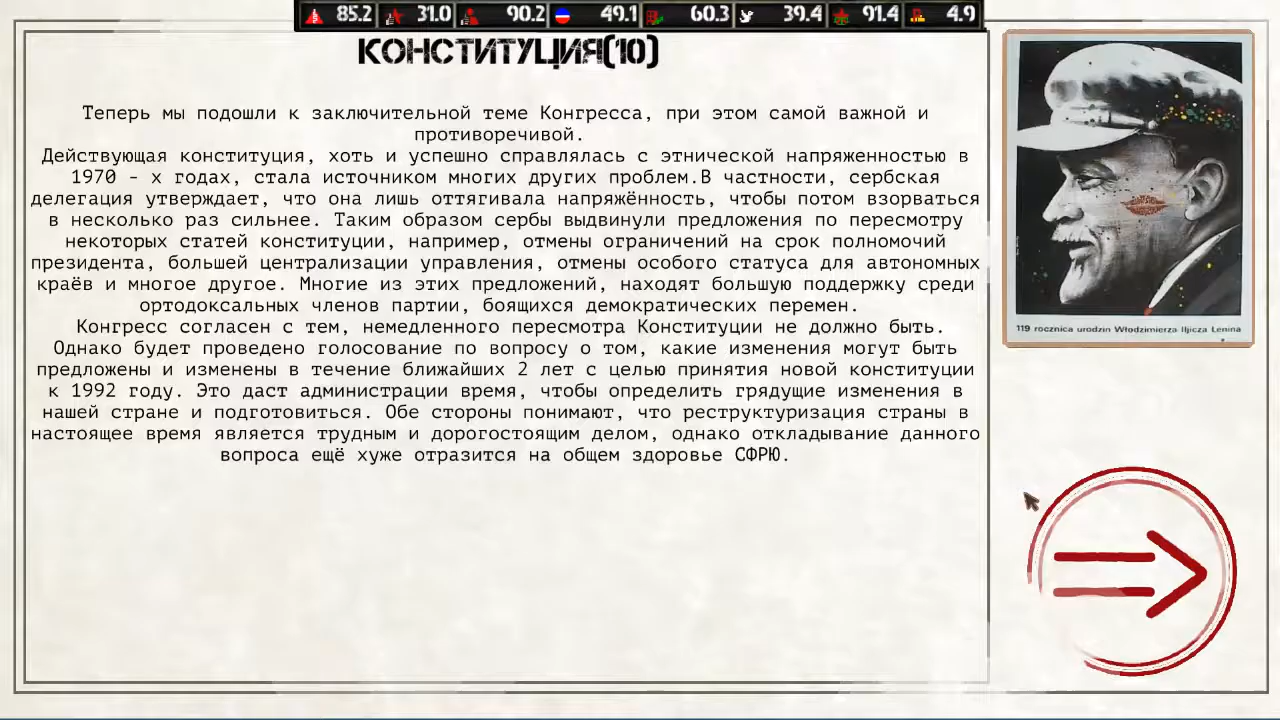 85.2 31.0 90.2 49.1 60.3 39.4 91.4 4.9
КОНСТИТУЦИЯ(10)
Теперь мы подошли к заключительной теме Конгресса, при этом самой важной и
противоречивой.
Действующая конституция, хоть и успешно справлялась с этнической напряженностью в
1970 - х годах, стала источником многих других проблем.В частности, сербская
делегация утверждает, что она лишь оттягивала напряжённость, чтобы потом взорваться
в несколько раз сильнее. Таким образом сербы выдвинули предложения по пересмотру
некоторых статей конституции, например, отмены ограничений на срок полномочий
президента, большей централизации управления, отмены особого статуса для автономных
краёв и многое другое. Многие из этих предложений, находят большую поддержку среди
ортодоксальных членов партии, боящихся демократических перемен.
Конгресс согласен с тем, немедленного пересмотра Конституции не должно быть.
Однако будет проведено голосование по вопросу о том, какие изменения могут быть
предложены и изменены в течение ближайших 2 лет с целью принятия новой конституции
к 1992 году. Это даст администрации время, чтобы определить грядущие изменения в
нашей стране и подготовиться. Обе стороны понимают, что реструктуризация страны в
настоящее время является трудным и дорогостоящим делом, однако откладывание данного
вопроса ещё хуже отразится на общем здоровье СФРЮ.
119 rocznica urodzin Włodzimierza Iljicza Lenina